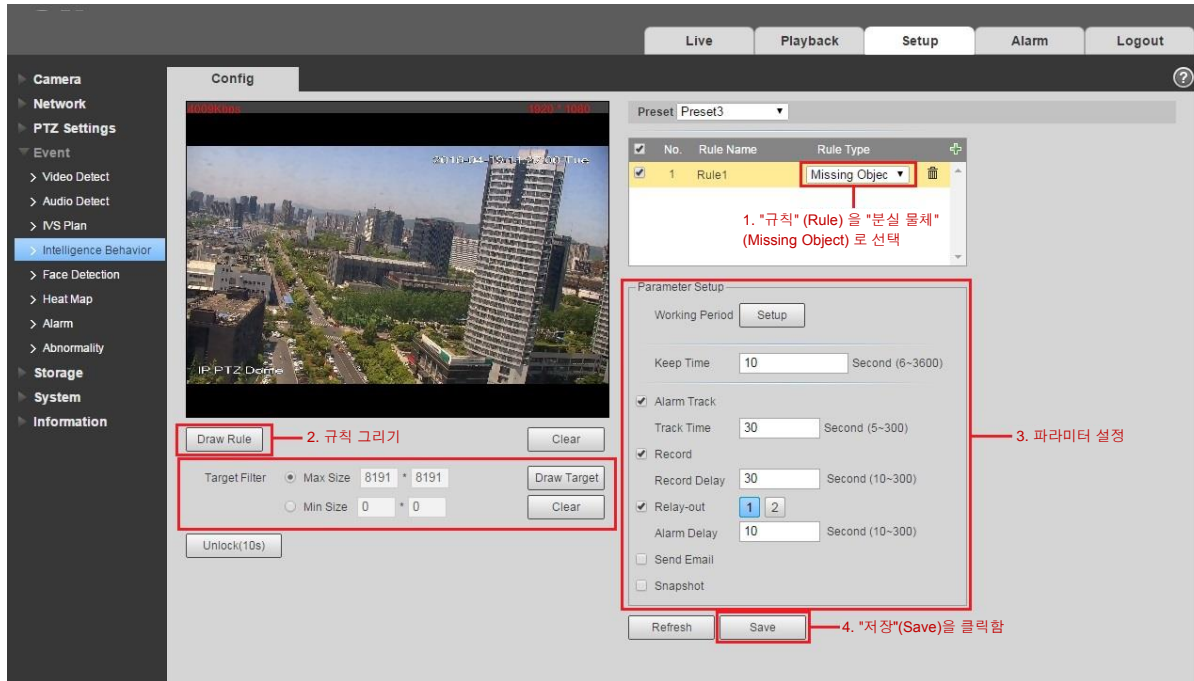 Live Playback Setup Alarm Logout
Camera
Network
PTZ Settings
Event
Video Detect
Audio Detect
IVS Plan
Intelligence Behavior
Face Detection
Heat Map
Alarm
Abnormality
Storage
System
Information
Config
4009Kbps 1920 * 1080
Tue
IP PTZ Dome
Draw Rule
2. 규칙 그리기
Clear
Target Filter Max Size 8191 * 8191 Draw Target
Min Size 0 * 0 Clear
Unlock(10s)
Preset Preset3
No. Rule Name Rule Type
1 Rule1 Missing Objec
1. "규칙" (Rule) 을 "분실 물체"
(Missing Object) 로 선택
Parameter Setup
Working Period Setup
Keep Time 10 Second (6~3600)
Alarm Track
Track Time 30 Second (5~300)
Record
Record Delay 30 Second (10~300)
Relay-out 1 2
Alarm Delay 10 Second (10~300)
Send Email
Snapshot
3. 파라미터 설정
Refresh Save
4. "저장"(Save)을 클릭함